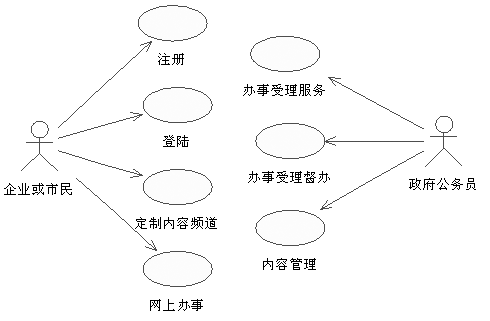 注册
办事受理服务
登陆
企业或市民
办事受理督办
政府公务员
定制内容频道
内容管理
网上办事